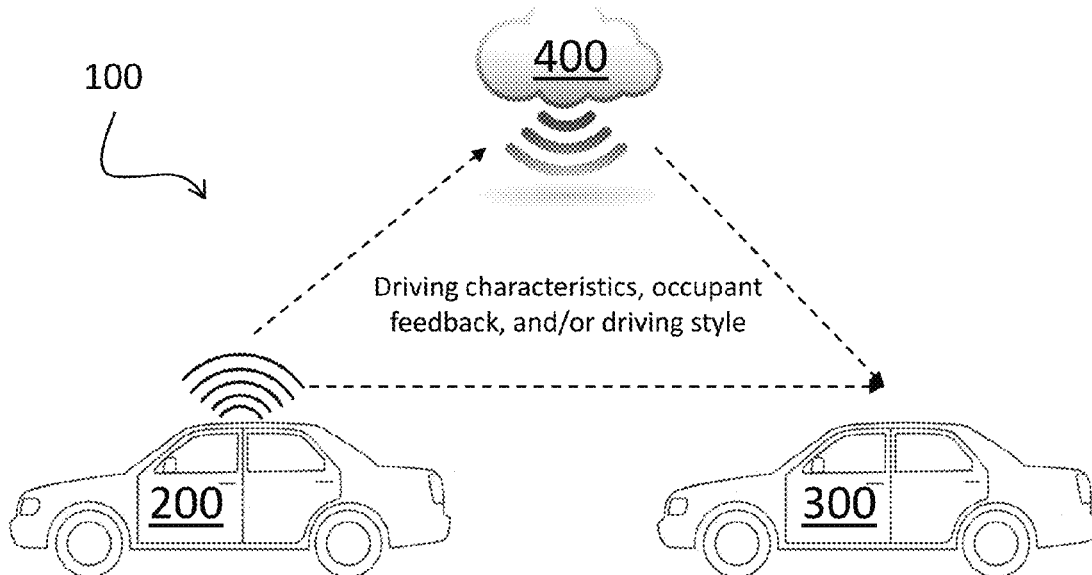 400
100
Driving characteristics, occupant
feedback, and/or driving style
200
300